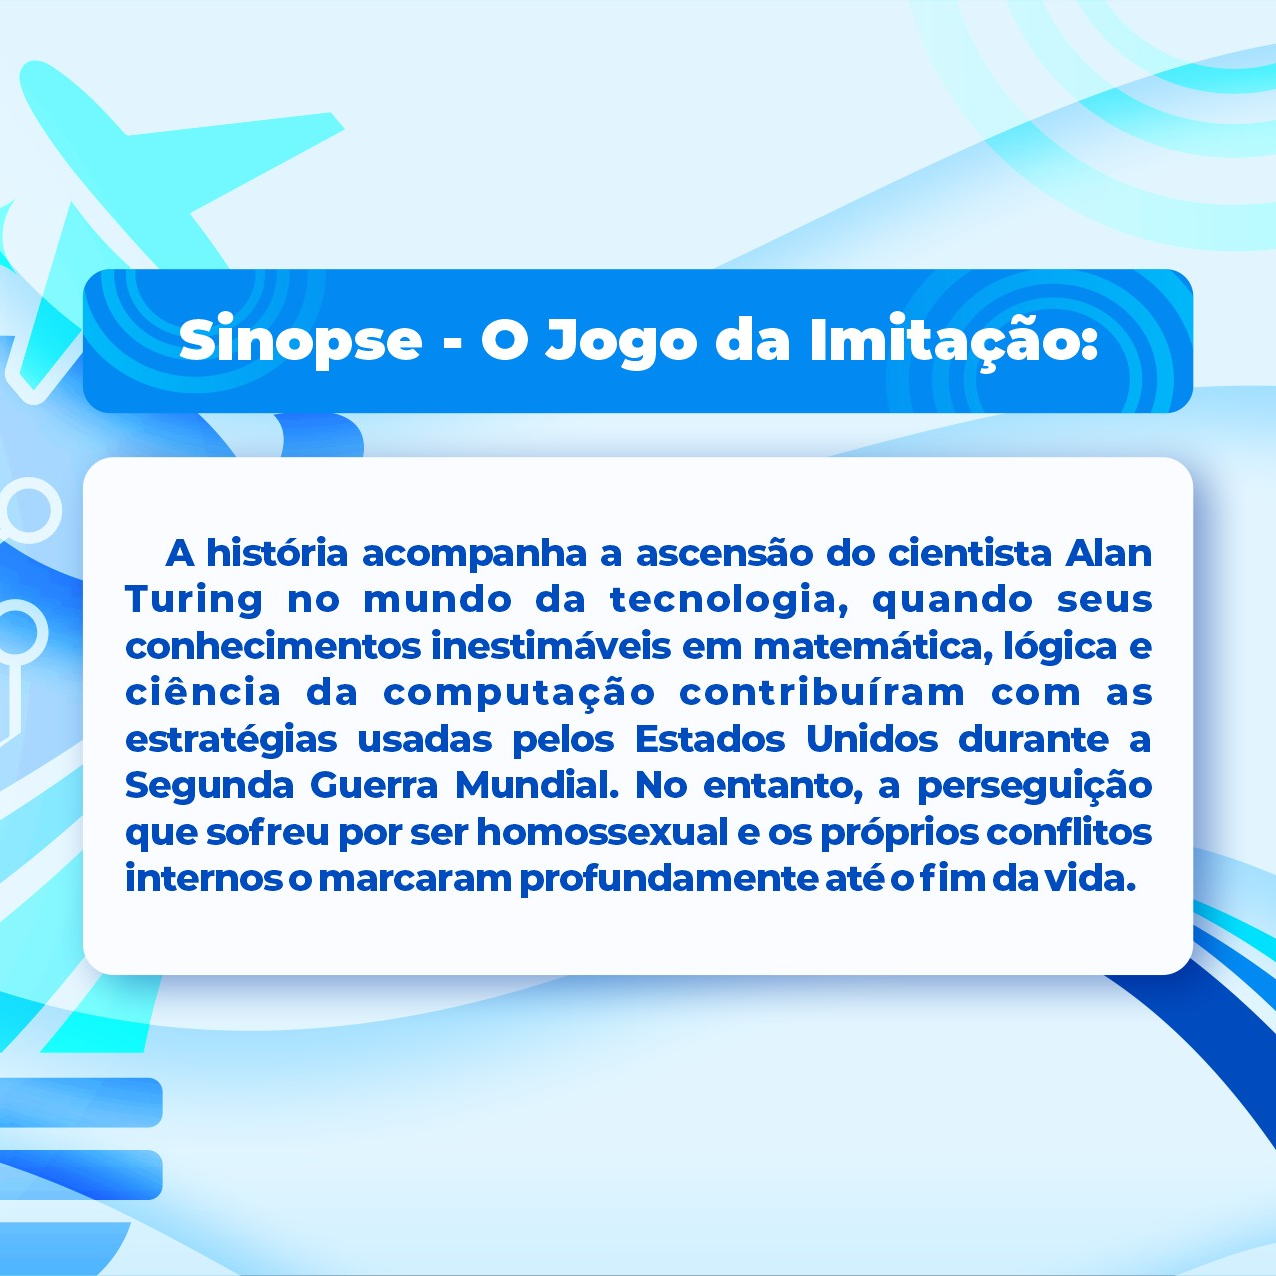 Sinopse - O Jogo da Imitação:
A história acompanha a ascensão do cientista Alan
Turing no mundo da tecnologia, quando seus
conhecimentos inestimáveis em matemática, lógica e
ciência da computação contribuíram com as
estratégias usadas pelos Estados Unidos durante a
Segunda Guerra Mundial. No entanto, a perseguição
que sofreu por ser homossexual e os próprios conflitos
internos o marcaram profundamente até o fim da vida.